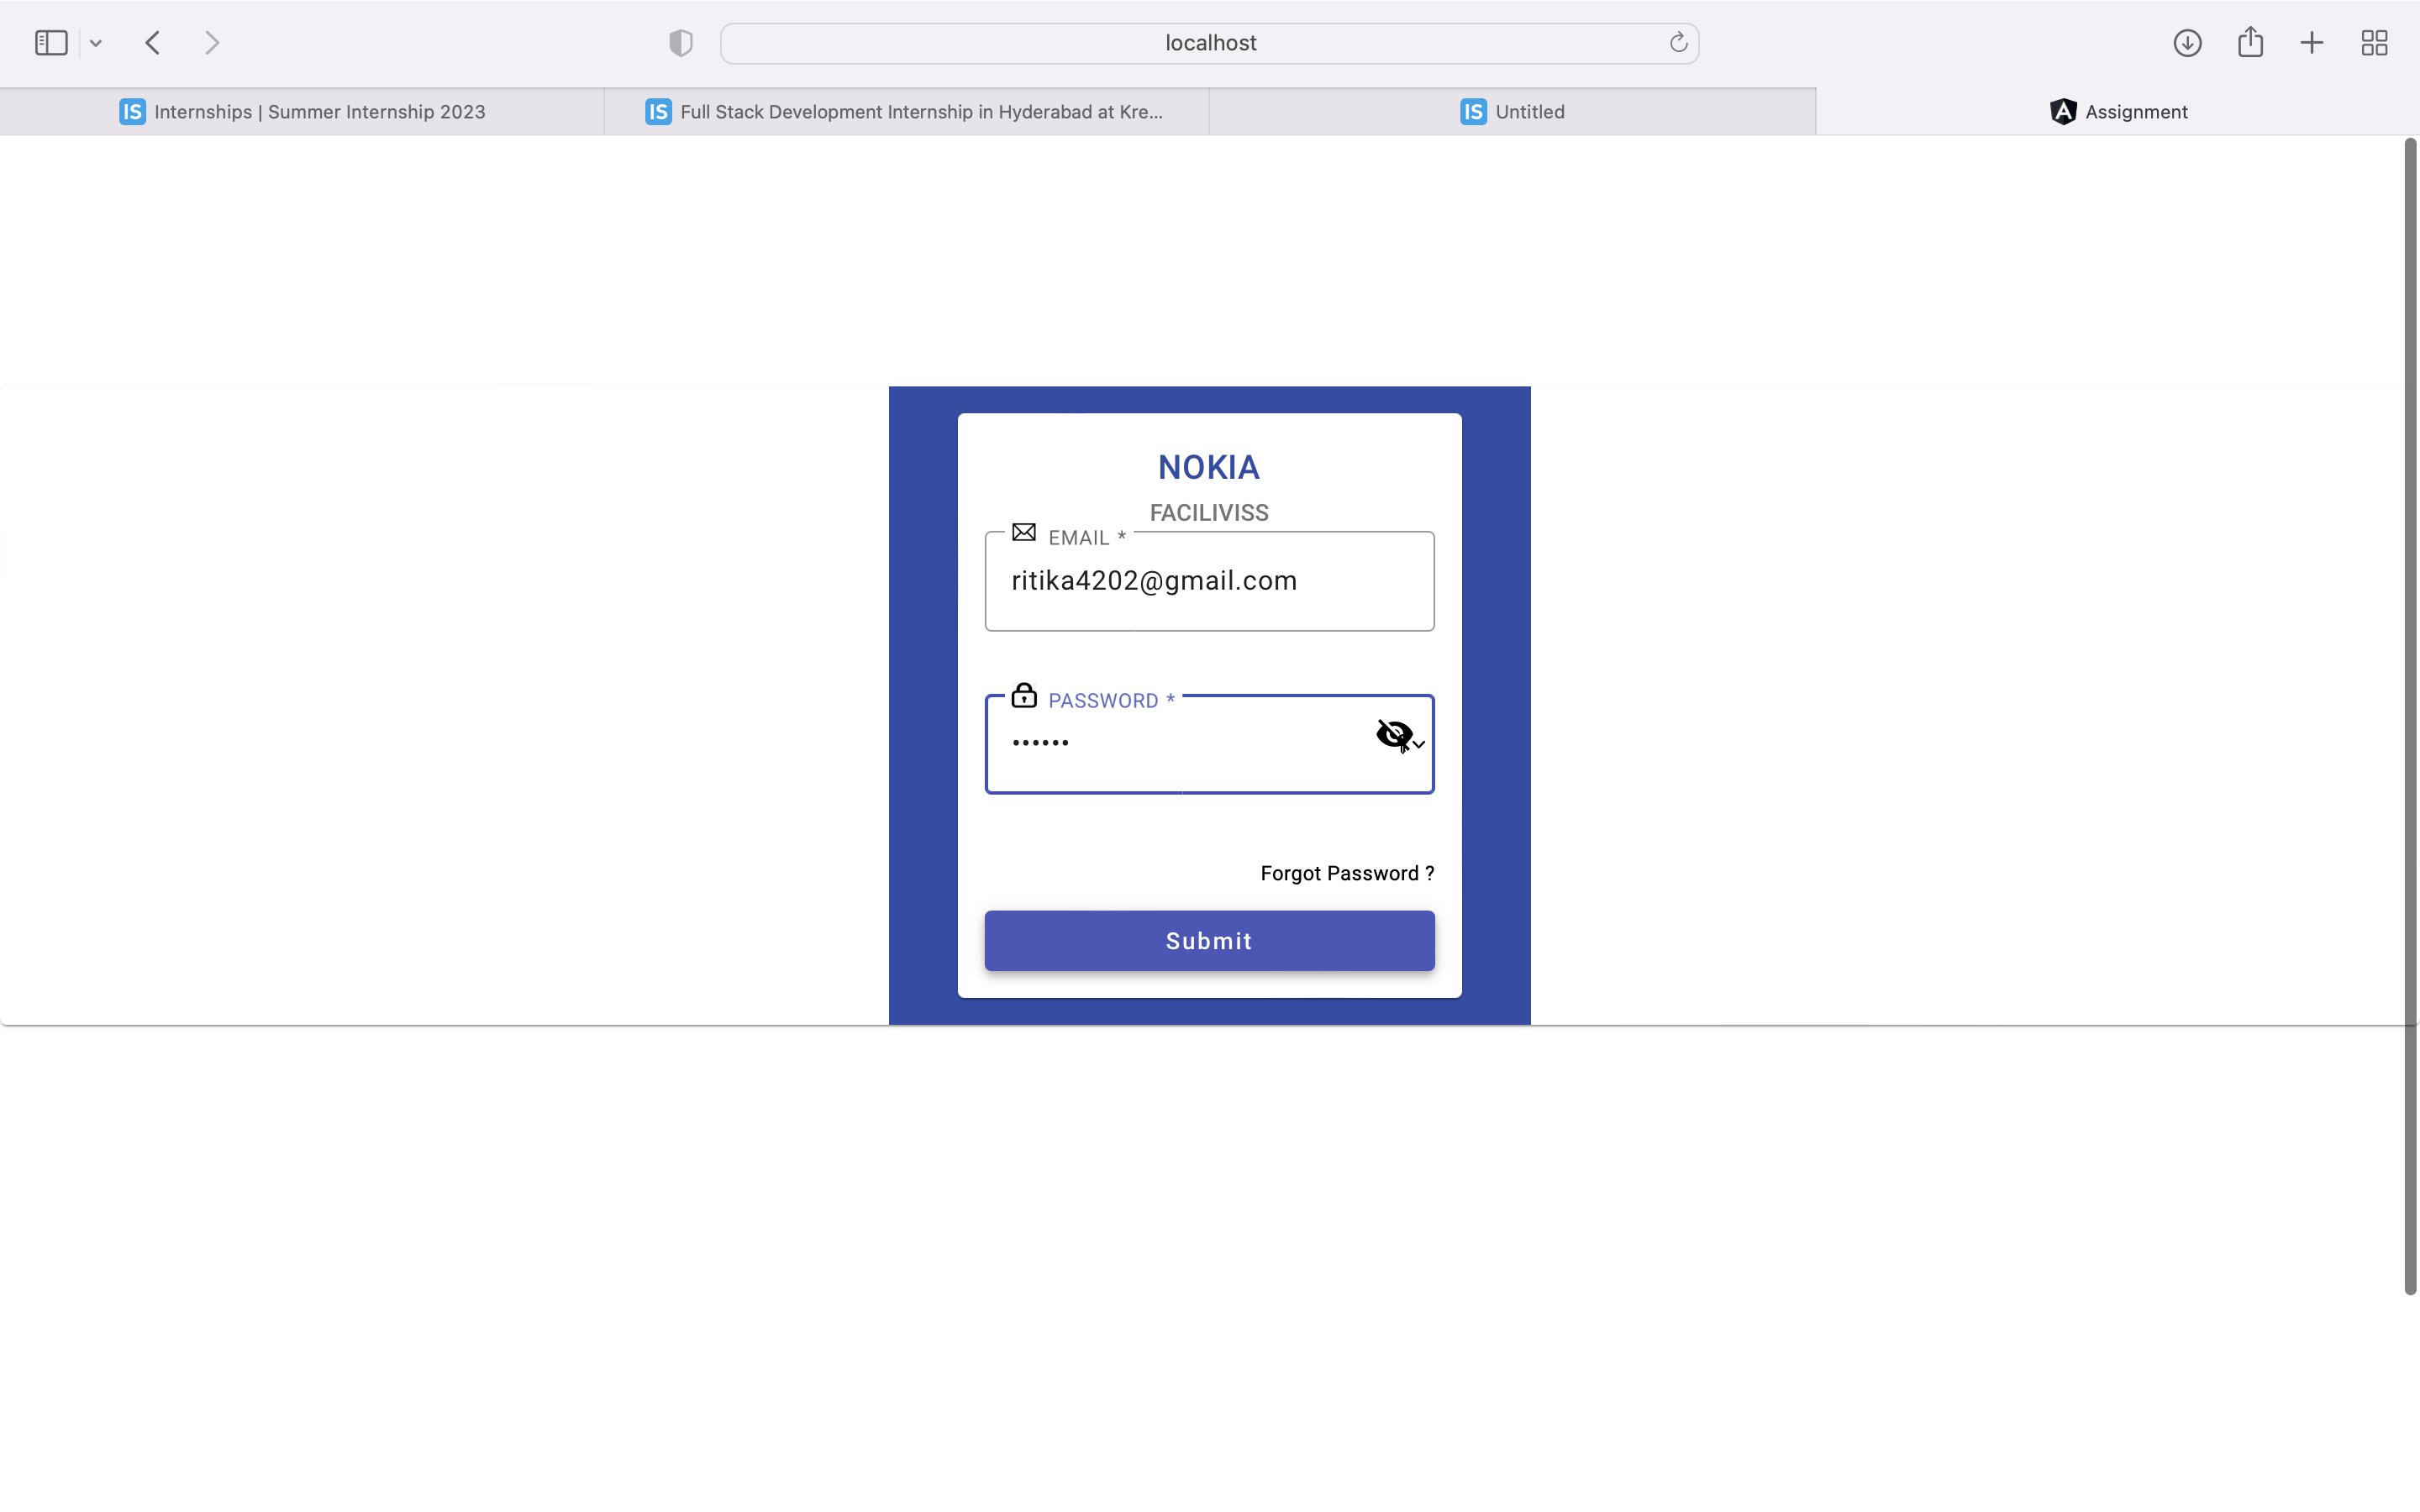 localhost
IS Internships | Summer Internship 2023
IS Full Stack Development Internship in Hyderabad at Kre...
IS Untitled
A Assignment
NOKIA
FACILIVISS
EMAIL *
ritika4202@gmail.com
PASSWORD *
••••••
Forgot Password ?
Submit